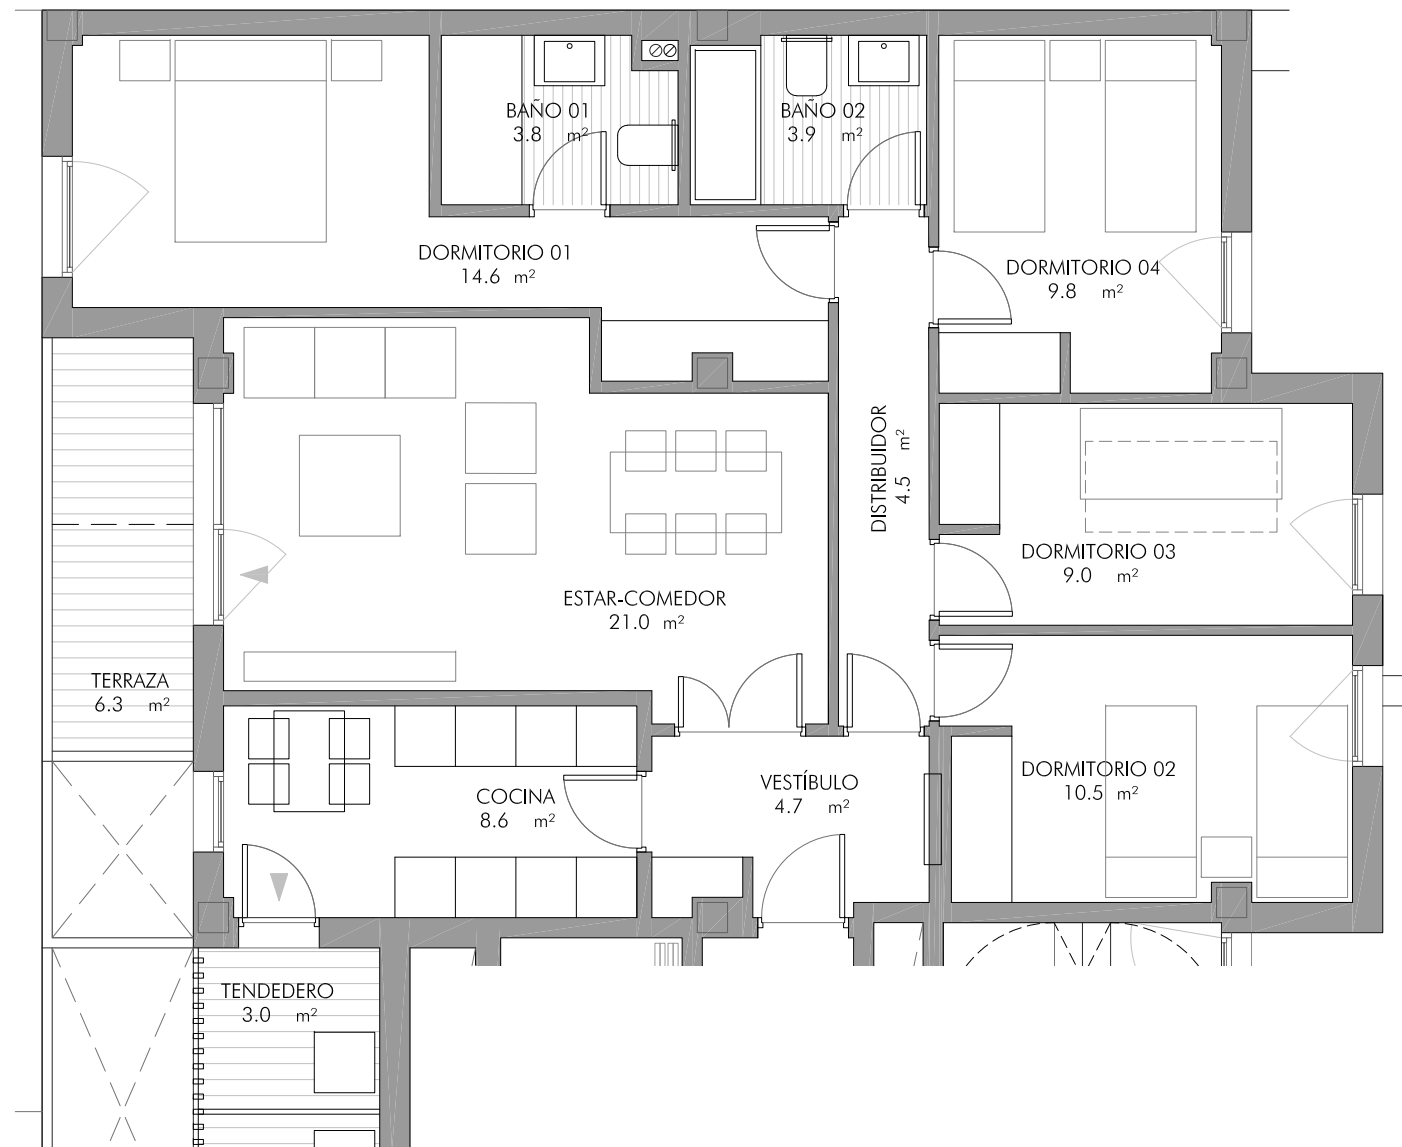 BAÑO 01
3.8 m²
BAÑO 02
3.9 m²
DORMITORIO 01
14.6 m²
DORMITORIO 04
9.8 m²
DISTRIBUIDOR
4.5 m²
DORMITORIO 03
9.0 m²
ESTAR-COMEDOR
21.0 m²
TERRAZA
6.3 m²
COCINA
8.6 m²
VESTÍBULO
4.7 m²
DORMITORIO 02
10.5 m²
TENDEDERO
3.0 m²